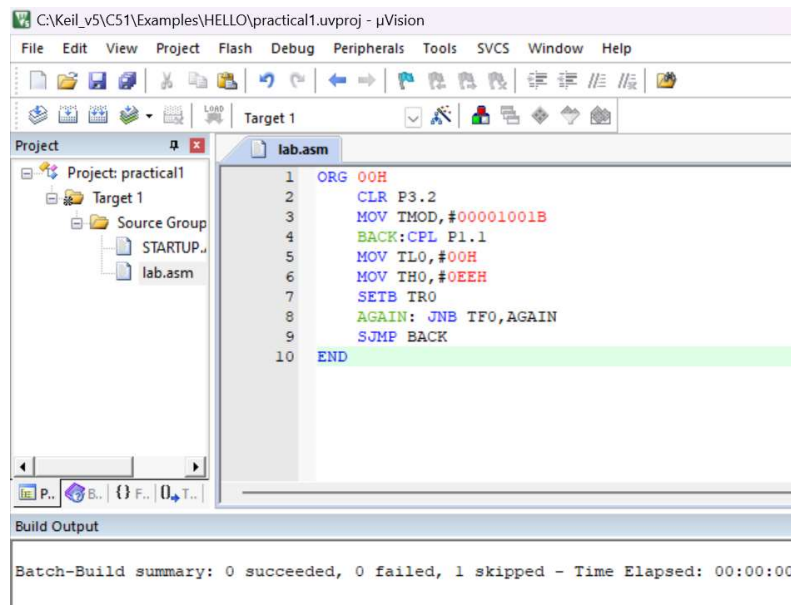 C:\Keil_v5\C51\Examples\HELLO\practical1.uvproj - µVision
File Edit View Project Flash Debug Peripherals Tools SVCS Window Help
LOAD Target 1
Project
lab.asm
Project: practical1
Target 1
Source Group
STARTUP.
lab.asm
1 ORG 00H
2 CLR P3.2
3 MOV TMOD,#00001001B
4 BACK:CPL P1.1
5 MOV TL0,#00H
6 MOV TH0,#0EEH
7 SETB TR0
8 AGAIN: JNB TF0,AGAIN
9 SJMP BACK
10 END
P.. B.. {} F.. 0 T..
Build Output
Batch-Build summary: 0 succeeded, 0 failed, 1 skipped - Time Elapsed: 00:00:00